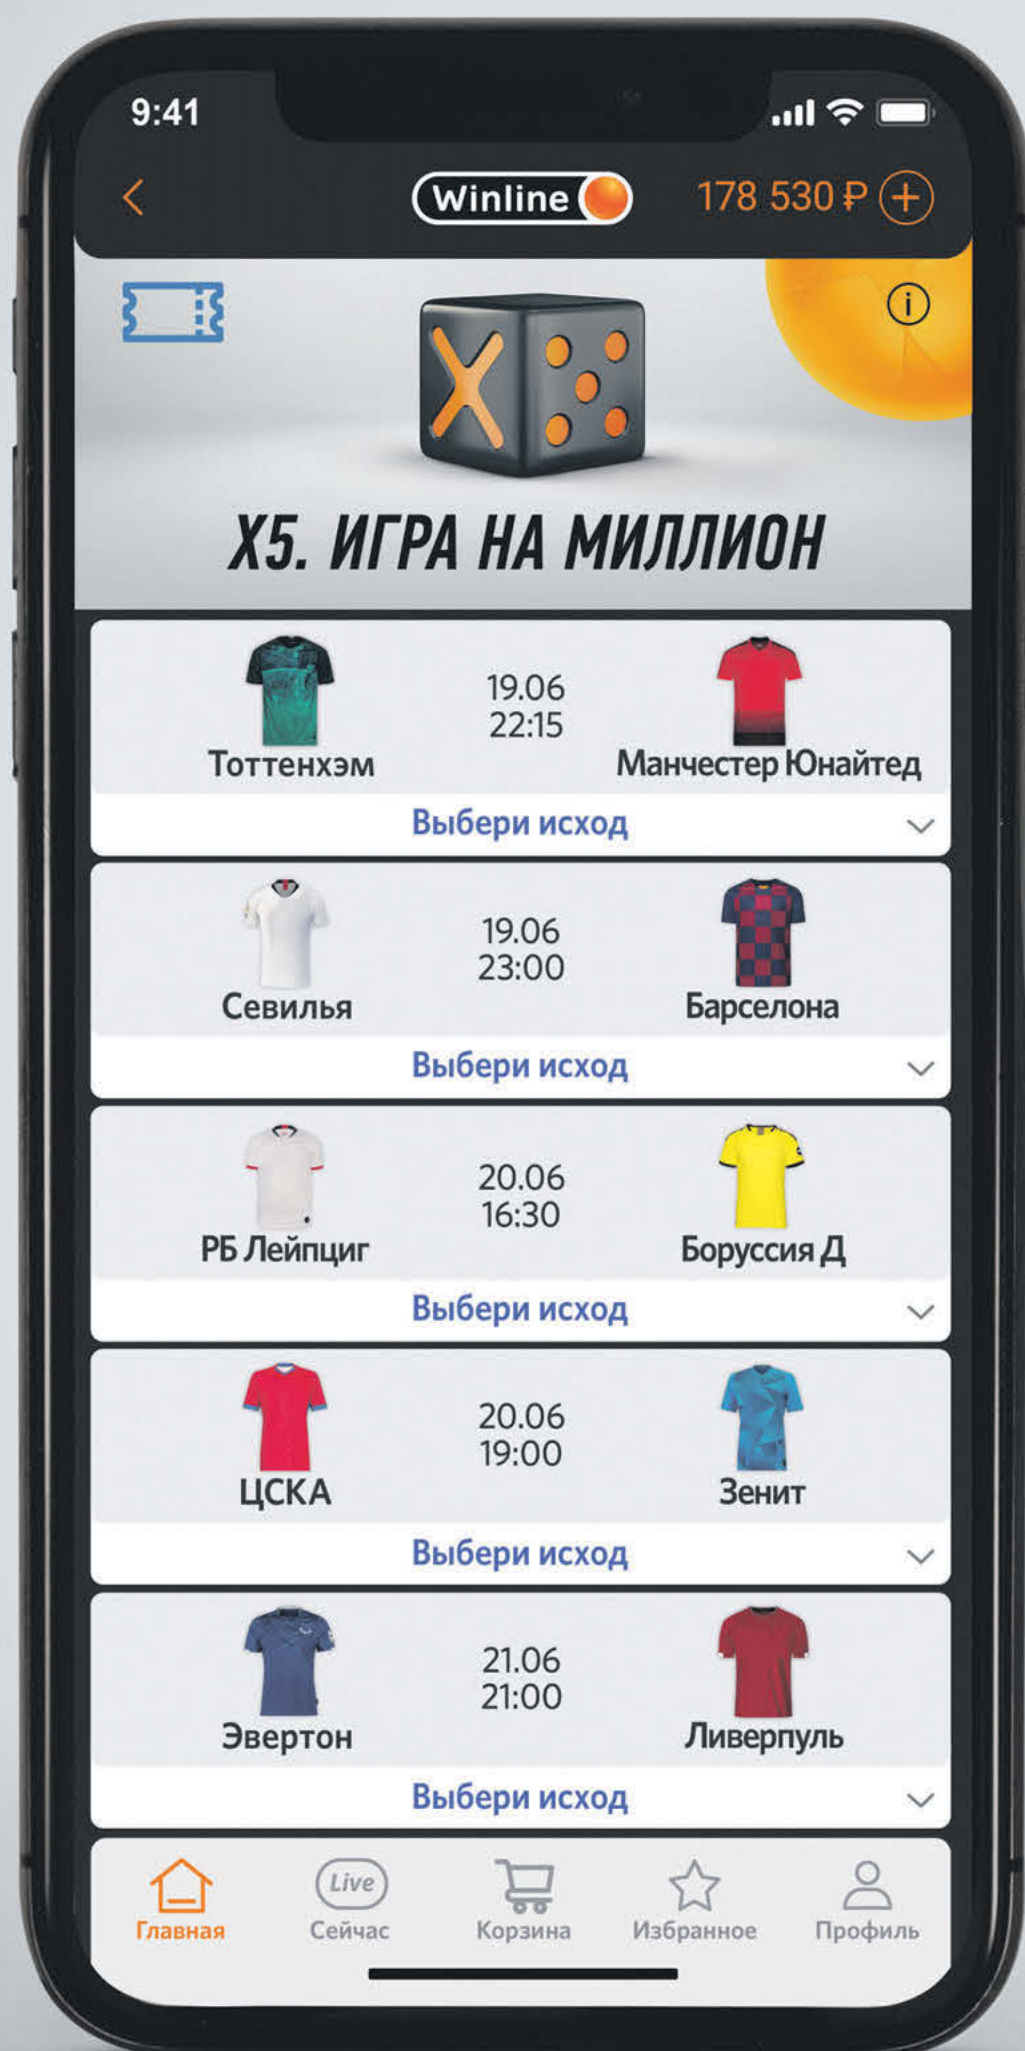 9:41
Winline
178 530 ₽
X5. ИГРА НА МИЛЛИОН
19.06
22:15
Тоттенхэм
Манчестер Юнайтед
Выбери исход
19.06
23:00
Севилья
Барселона
Выбери исход
20.06
16:30
РБ Лейпциг
Боруссия Д
Выбери исход
20.06
19:00
ЦСКА
Зенит
Выбери исход
21.06
21:00
Эвертон
Ливерпуль
Выбери исход
Live
Главная
Сейчас
Корзина
Избранное
Профиль